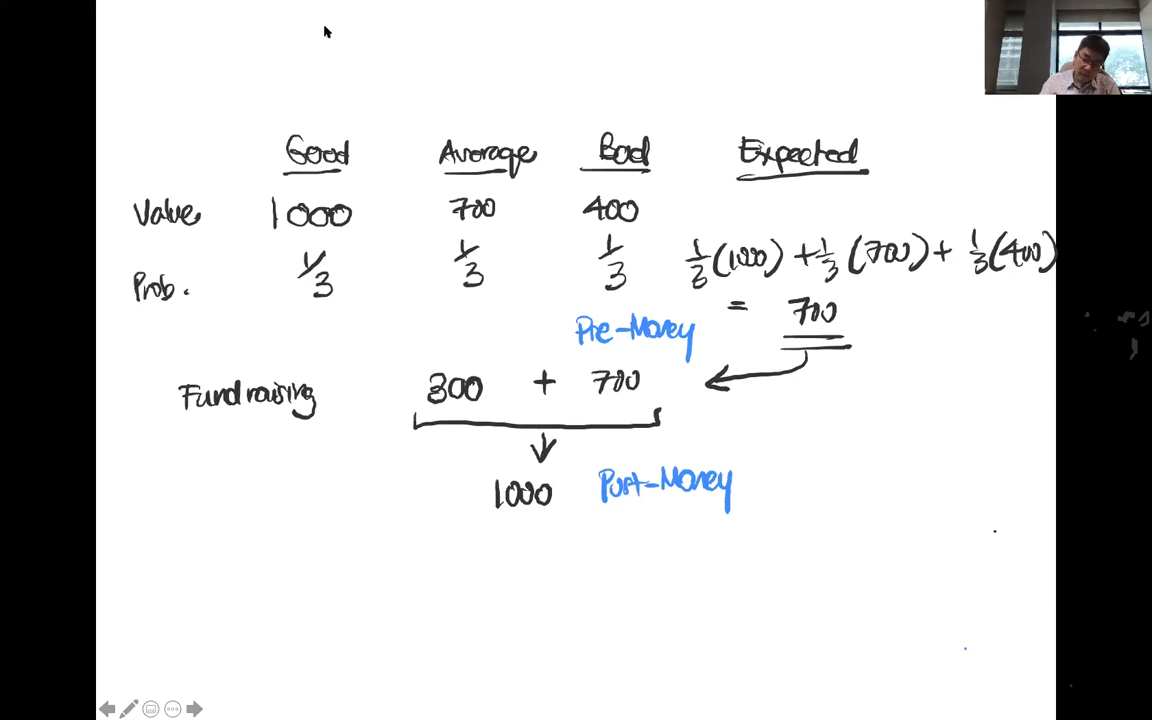 Good Average Bad Expected
Value 1000 700 400
Prob. 1/3 1/3 1/3 1/3(1000) + 1/3(700) + 1/3(400)
= 700
Pre-Money
Fundraising 300 + 700
1000 Post-Money